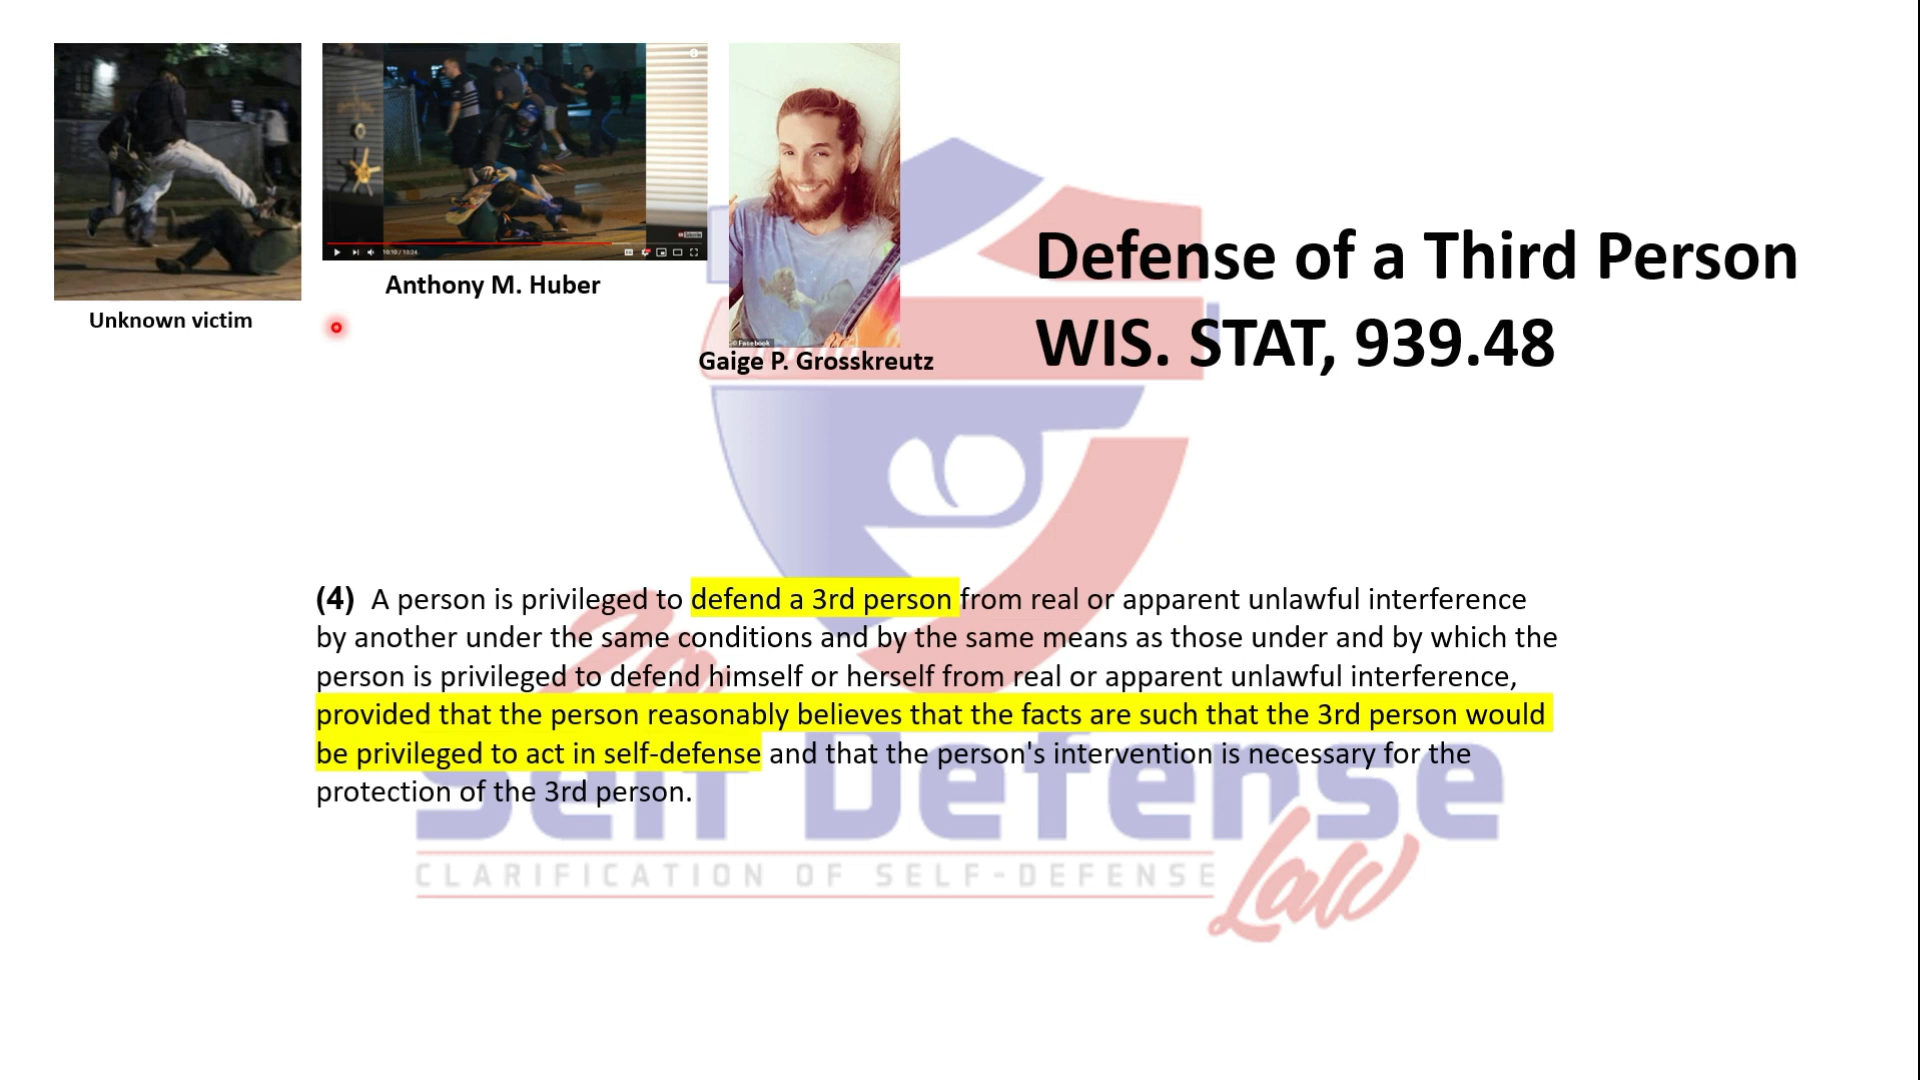 Unknown victim
Anthony M. Huber
10:10 / 13:24
© Facebook
Gaige P. Grosskreutz
Defense of a Third Person
WIS. STAT, 939.48
(4) A person is privileged to defend a 3rd person from real or apparent unlawful interference
by another under the same conditions and by the same means as those under and by which the
person is privileged to defend himself or herself from real or apparent unlawful interference,
provided that the person reasonably believes that the facts are such that the 3rd person would
be privileged to act in self-defense and that the person's intervention is necessary for the
protection of the 3rd person.
Self Defense
CLARIFICATION OF SELF-DEFENSE
Law